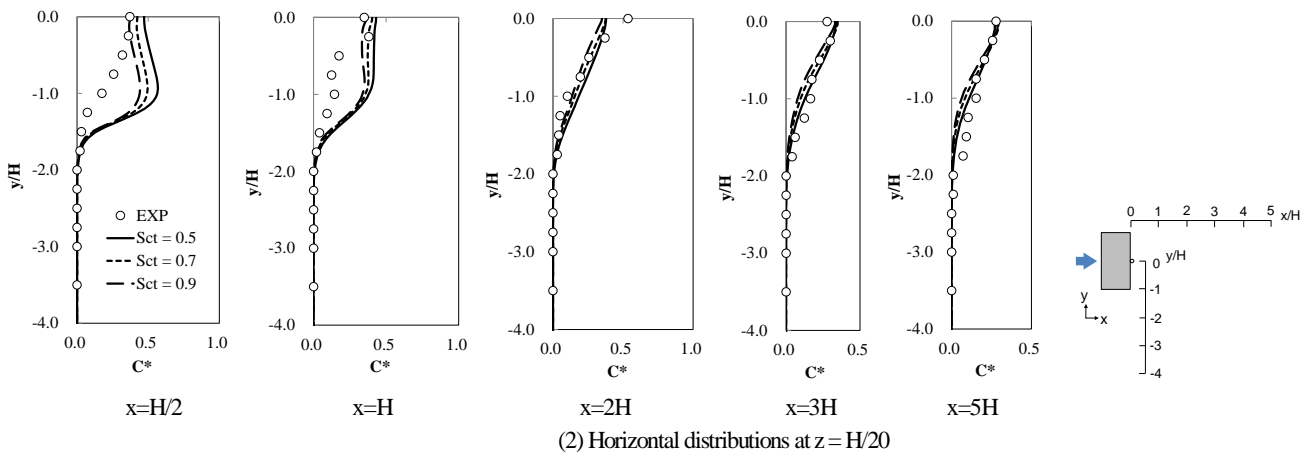 0.0
-1.0
-2.0
-3.0
-4.0
y/H
EXP
Sct = 0.5
Sct = 0.7
Sct = 0.9
0.0 0.5 1.0
C*
x=H/2
0.0
-1.0
-2.0
-3.0
-4.0
y/H
0.0 0.5 1.0
C*
x=H
0.0
-1.0
-2.0
-3.0
-4.0
y/H
0.0 0.5 1.0
C*
x=2H
0.0
-1.0
-2.0
-3.0
-4.0
y/H
0.0 0.5
C*
x=3H
0.0
-1.0
-2.0
-3.0
-4.0
y/H
0.0 0.5
C*
x=5H
0 1 2 3 4 5 x/H
0 y/H
-1
-2
-3
-4
y
x
(2) Horizontal distributions at z = H/20